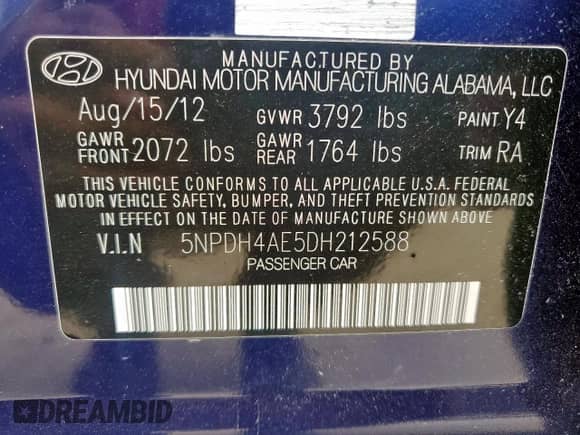 MANUFACTURED BY
HYUNDAI MOTOR MANUFACTURING ALABAMA, LLC
Aug/15/12 GVWR 3792 lbs PAINT Y4
GAWR FRONT 2072 lbs GAWR REAR 1764 lbs TRIM RA
THIS VEHICLE CONFORMS TO ALL APPLICABLE U.S.A. FEDERAL
MOTOR VEHICLE SAFETY, BUMPER, AND THEFT PREVENTION STANDARDS
IN EFFECT ON THE DATE OF MANUFACTURE SHOWN ABOVE
V.I.N 5NPDH4AE5DH212588
PASSENGER CAR
DREAMBID